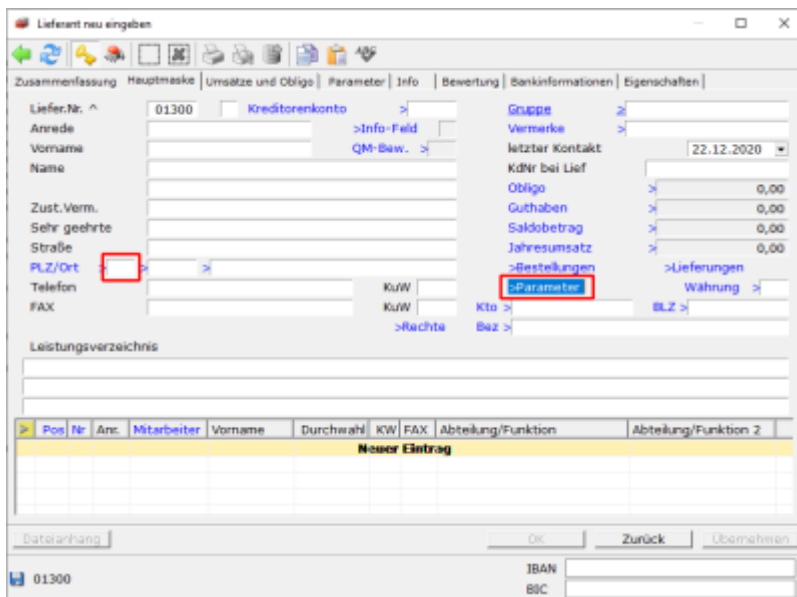 Lieferant neu eingeben
Zusammenfassung Hauptmaske Umsätze und Obligo Parameter Info Bewertung Bankinformationen Eigenschaften
Liefer.Nr. ^ 01300 Kreditorenkonto > Gruppe >
Anrede >Info-Feld Vermerke >
Vorname QM-Bew. > letzter Kontakt 22.12.2020
Name KdNr bei Lief
Obligo > 0,00
Zust.Verm. Guthaben > 0,00
Sehr geehrte Saldobetrag > 0,00
Straße Jahresumsatz > 0,00
PLZ/Ort > > > >Bestellungen >Lieferungen
Telefon KuW >Parameter Währung >
FAX KuW Kto > BLZ >
>Rechte Bez >
Leistungsverzeichnis
> Pos Nr Anr. Mitarbeiter Vorname Durchwahl KW FAX Abteilung/Funktion Abteilung/Funktion 2
Neuer Eintrag
Dateianhang OK Zurück Übernehmen
01300 IBAN
BIC